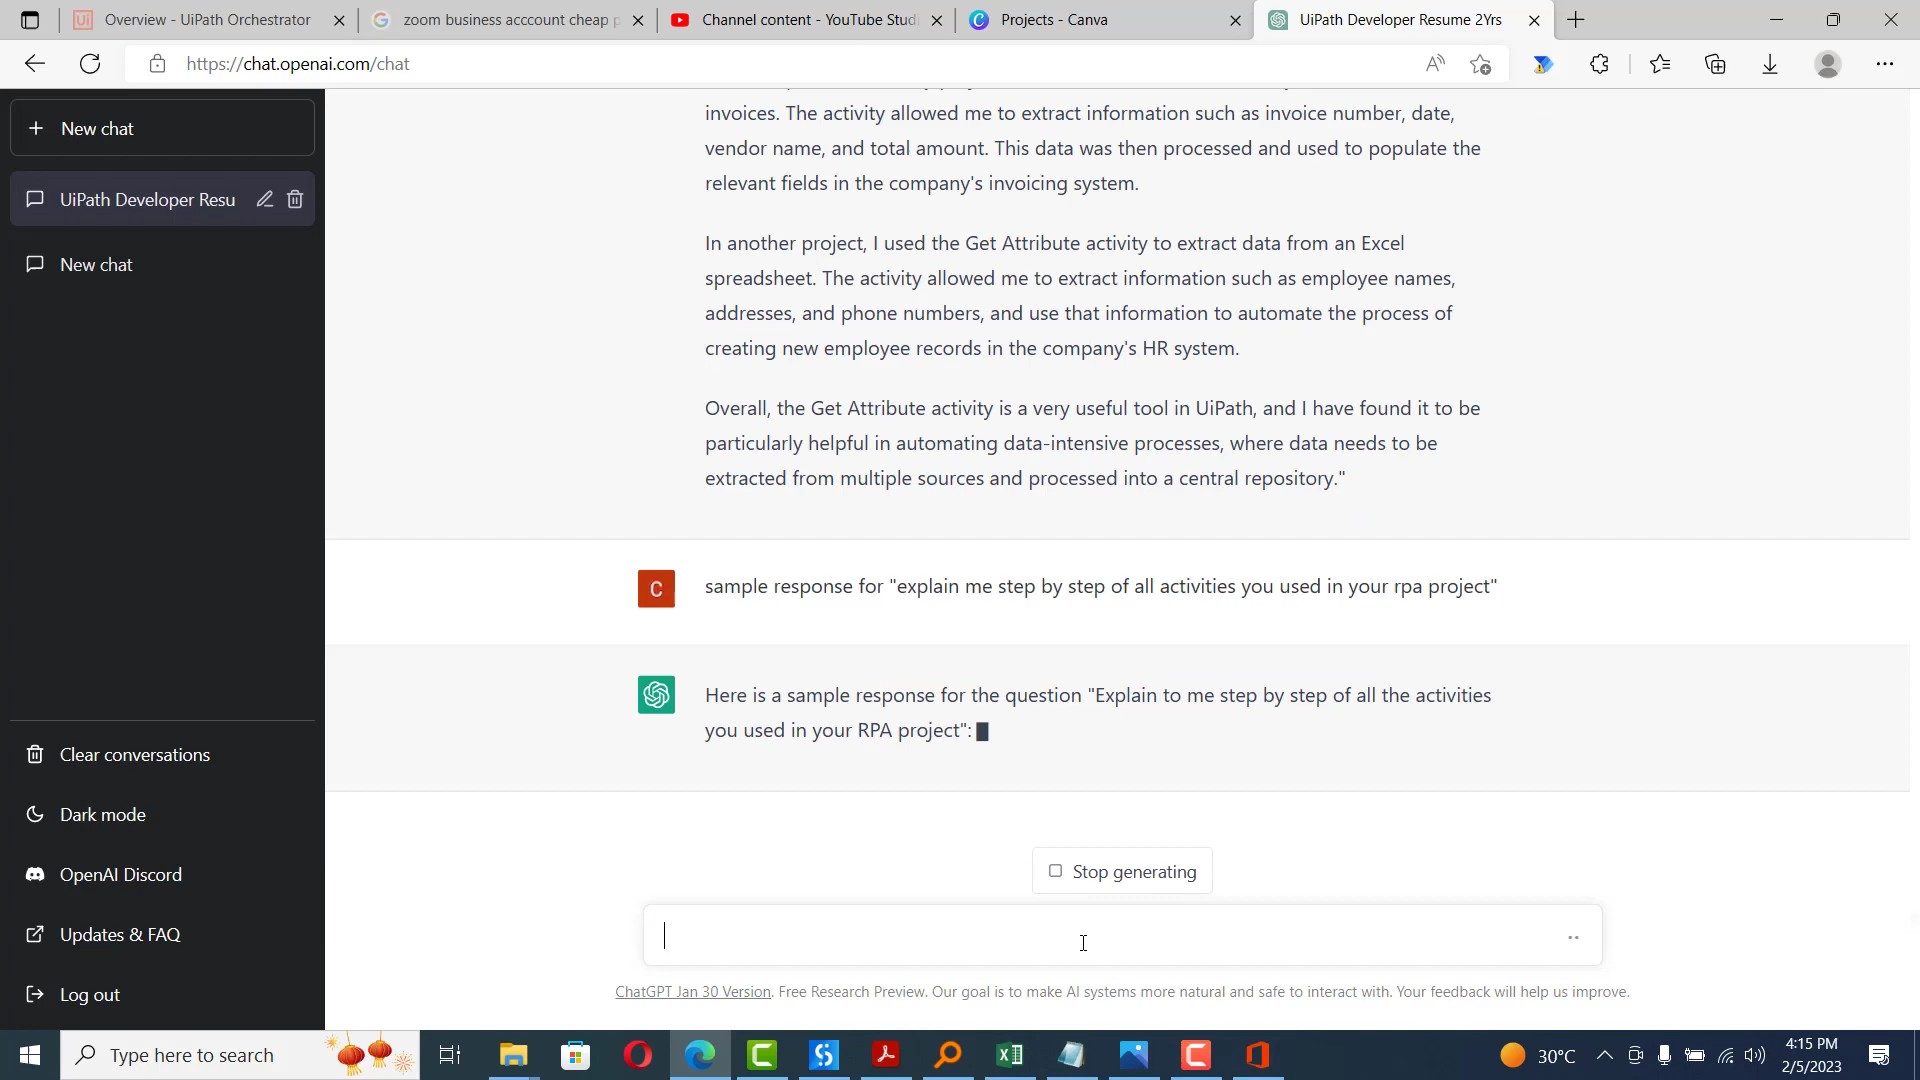 Overview - UiPath Orchestrator
zoom business acccount cheap p
Channel content - YouTube Studi
Projects - Canva
UiPath Developer Resume 2Yrs
https://chat.openai.com/chat
New chat
UiPath Developer Resu
New chat
invoices. The activity allowed me to extract information such as invoice number, date,
vendor name, and total amount. This data was then processed and used to populate the
relevant fields in the company's invoicing system.
In another project, I used the Get Attribute activity to extract data from an Excel
spreadsheet. The activity allowed me to extract information such as employee names,
addresses, and phone numbers, and use that information to automate the process of
creating new employee records in the company's HR system.
Overall, the Get Attribute activity is a very useful tool in UiPath, and I have found it to be
particularly helpful in automating data-intensive processes, where data needs to be
extracted from multiple sources and processed into a central repository."
C
sample response for "explain me step by step of all activities you used in your rpa project"
Here is a sample response for the question "Explain to me step by step of all the activities
you used in your RPA project":
Clear conversations
Dark mode
OpenAI Discord
Updates & FAQ
Log out
Stop generating
ChatGPT Jan 30 Version. Free Research Preview. Our goal is to make AI systems more natural and safe to interact with. Your feedback will help us improve.
Type here to search
30°C
4:15 PM
2/5/2023